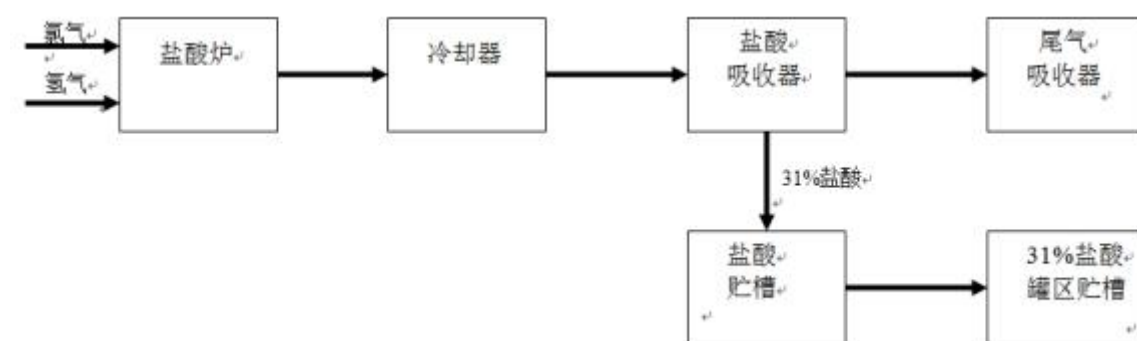 氯气
氢气
盐酸炉
冷却器
盐酸
吸收器
尾气
吸收器
31%盐酸
盐酸
贮槽
31%盐酸
罐区贮槽